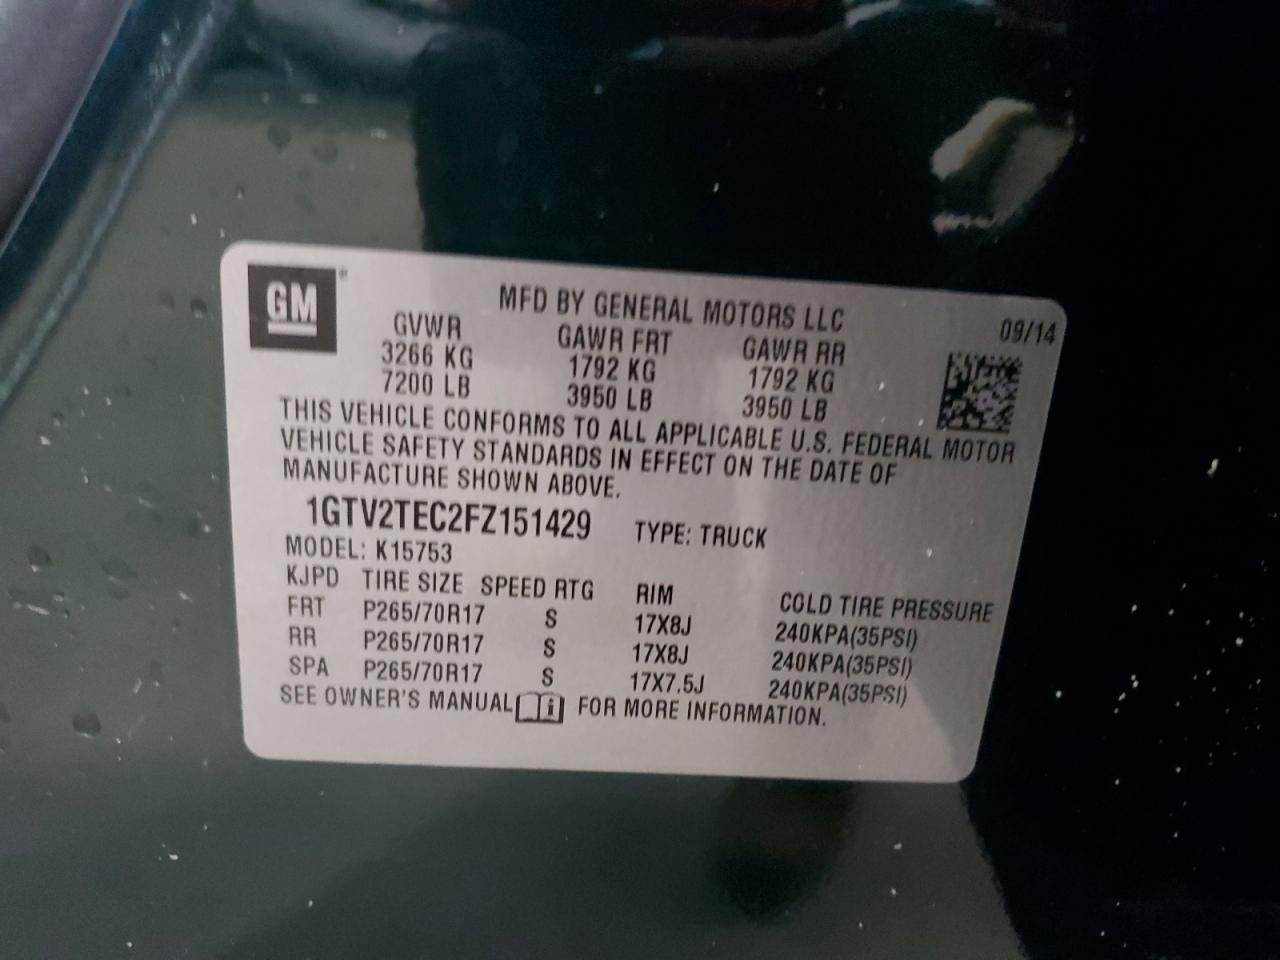 GM®
MFD BY GENERAL MOTORS LLC
09/14
GVWR GAWR FRT GAWR RR
3266 KG 1792 KG 1792 KG
7200 LB 3950 LB 3950 LB
THIS VEHICLE CONFORMS TO ALL APPLICABLE U.S. FEDERAL MOTOR
VEHICLE SAFETY STANDARDS IN EFFECT ON THE DATE OF
MANUFACTURE SHOWN ABOVE.
1GTV2TEC2FZ151429 TYPE: TRUCK
MODEL: K15753
KJPD TIRE SIZE SPEED RTG RIM COLD TIRE PRESSURE
FRT P265/70R17 S 17X8J 240KPA(35PSI)
RR P265/70R17 S 17X8J 240KPA(35PSI)
SPA P265/70R17 S 17X7.5J 240KPA(35PSI)
SEE OWNER'S MANUAL i FOR MORE INFORMATION.